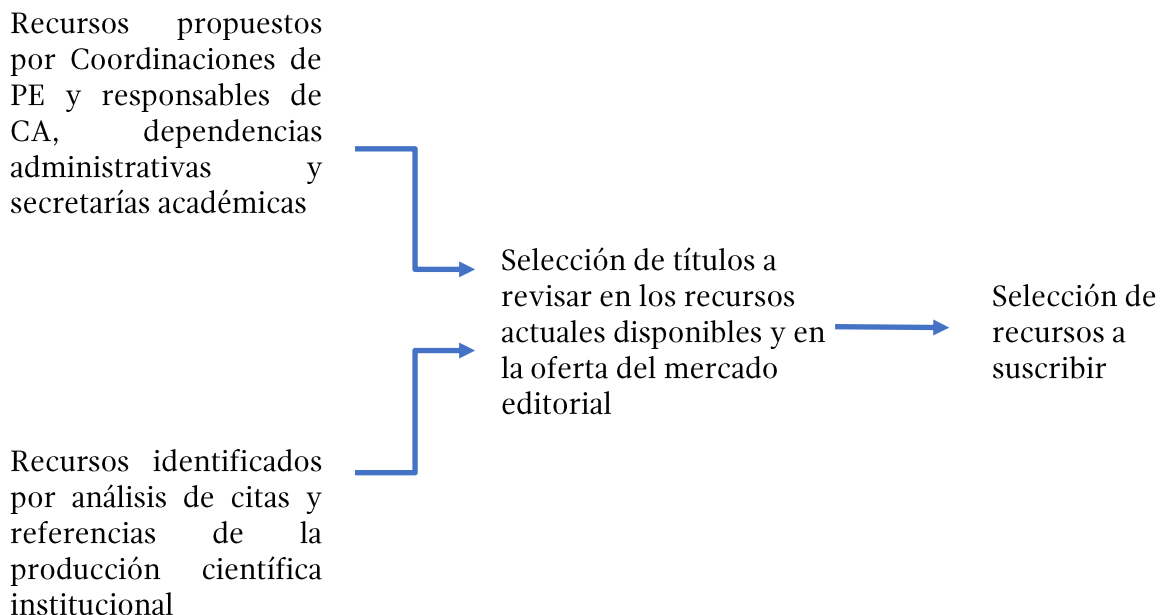 Recursos propuestos
por Coordinaciones de
PE y responsables de
CA, dependencias
administrativas y
secretarías académicas
Selección de títulos a
revisar en los recursos
actuales disponibles y en
la oferta del mercado
editorial
Selección de
recursos a
suscribir
Recursos identificados
por análisis de citas y
referencias de la
producción científica
institucional